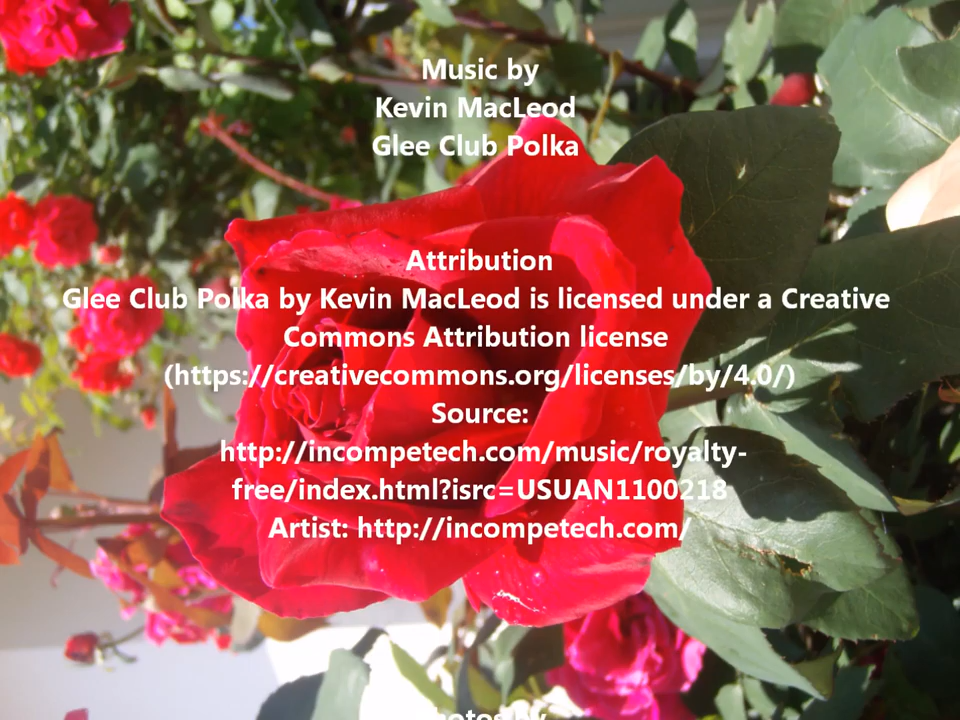 Music by
Kevin MacLeod
Glee Club Polka
Attribution
Glee Club Polka by Kevin MacLeod is licensed under a Creative
Commons Attribution license
(https://creativecommons.org/licenses/by/4.0/)
Source:
http://incompetech.com/music/royalty-
free/index.html?isrc=USUAN1100218
Artist: http://incompetech.com/
Photos by